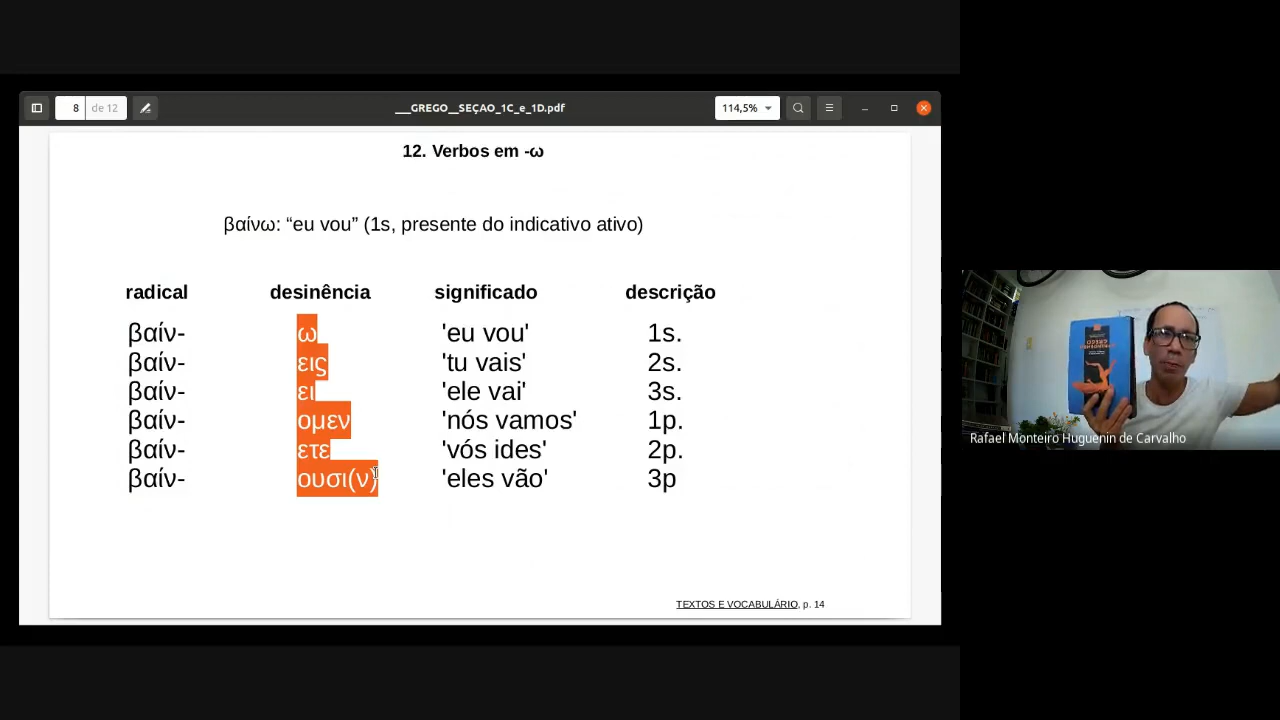 8 de 12
___GREGO__SEÇAO_1C_e_1D.pdf
114,5%
12. Verbos em -ω
βαίνω: “eu vou” (1s, presente do indicativo ativo)
radical desinência significado descrição
βαίν- ω 'eu vou' 1s.
βαίν- εις 'tu vais' 2s.
βαίν- ει 'ele vai' 3s.
βαίν- ομεν 'nós vamos' 1p.
βαίν- ετε 'vós ides' 2p.
βαίν- ουσι(ν) 'eles vão' 3p
TEXTOS E VOCABULÁRIO, p. 14
Rafael Monteiro Huguenin de Carvalho